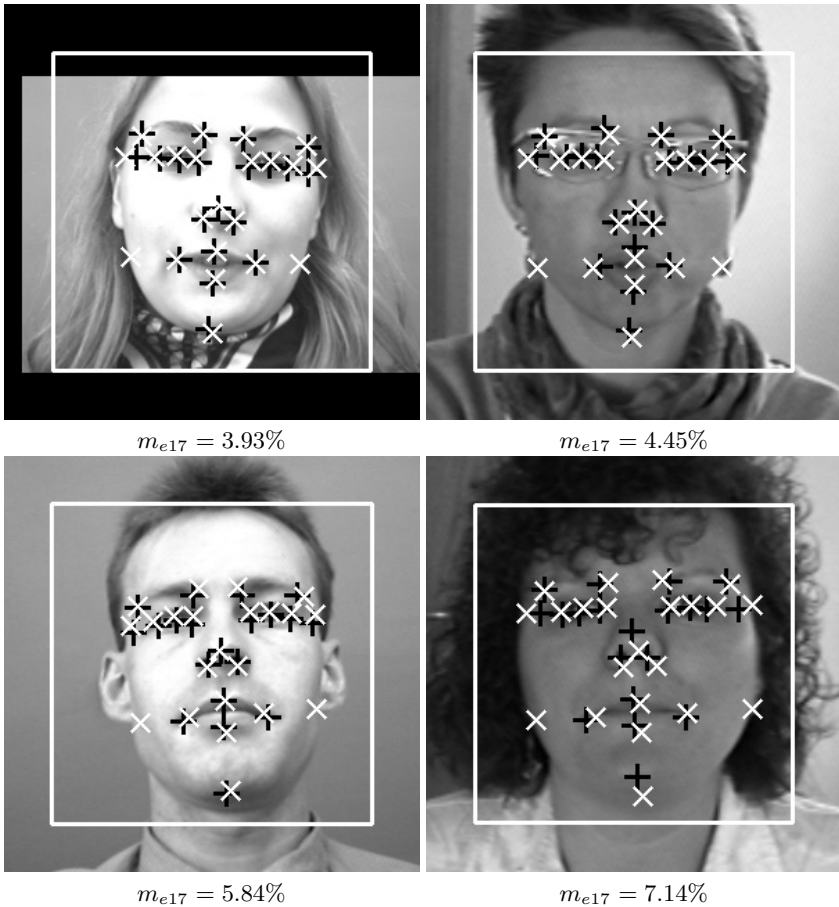 m_{e17} = 3.93%
m_{e17} = 4.45%
m_{e17} = 5.84%
m_{e17} = 7.14%